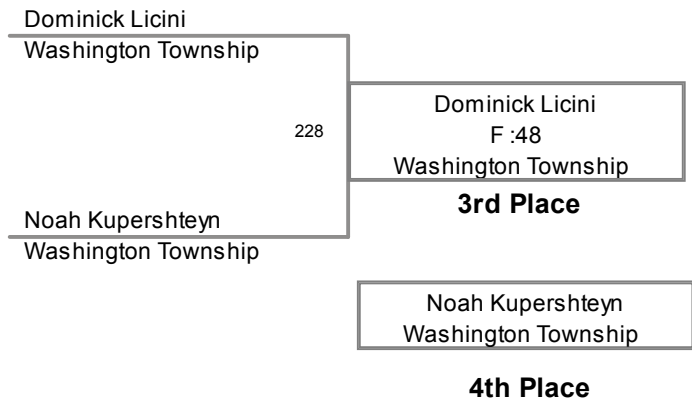 Dominick Licini
Washington Township
228
Dominick Licini
F :48
Washington Township
3rd Place
Noah Kupershteyn
Washington Township
Noah Kupershteyn
Washington Township
4th Place